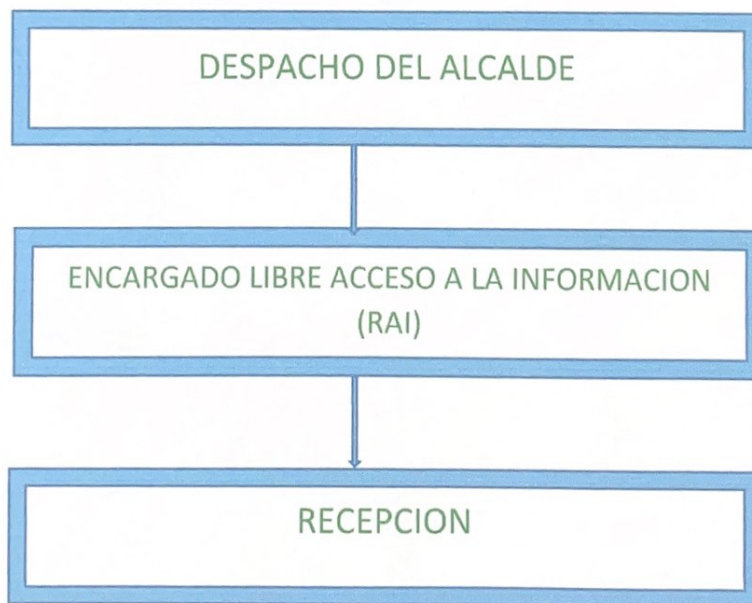 DESPACHO DEL ALCALDE
ENCARGADO LIBRE ACCESO A LA INFORMACION
(RAI)
RECEPCION